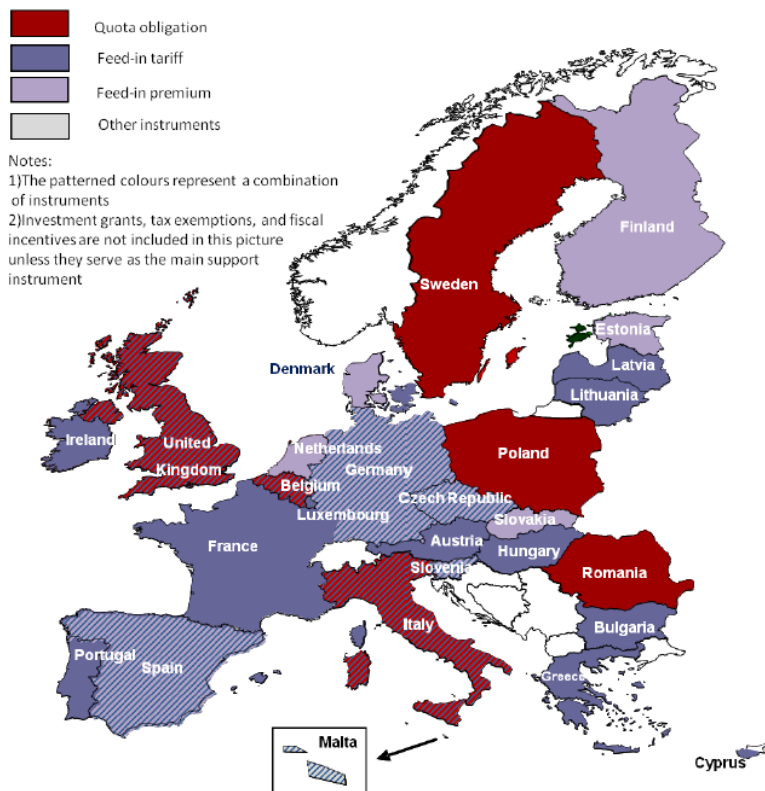 Quota obligation
Feed-in tariff
Feed-in premium
Other instruments
Notes:
1)The patterned colours represent a combination
of instruments
2)Investment grants, tax exemptions, and fiscal
incentives are not included in this picture
unless they serve as the main support
instrument
Finland
Sweden
Estonia
Denmark
Latvia
Lithuania
Ireland
United
Kingdom
Netherlands
Germany
Poland
Belgium
Czech Republic
Luxembourg
Slovakia
France
Austria
Hungary
Slovenia
Romania
Italy
Bulgaria
Portugal
Spain
Greece
Malta
Cyprus